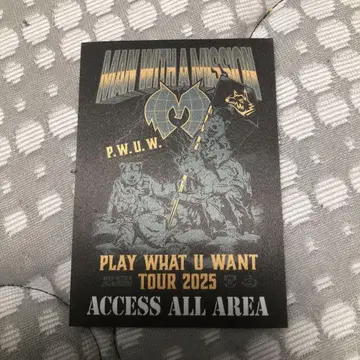 MAN WITH A MISSION
P.W.U.W.
PLAY WHAT U WANT
TOUR 2025
ACCESS ALL AREA